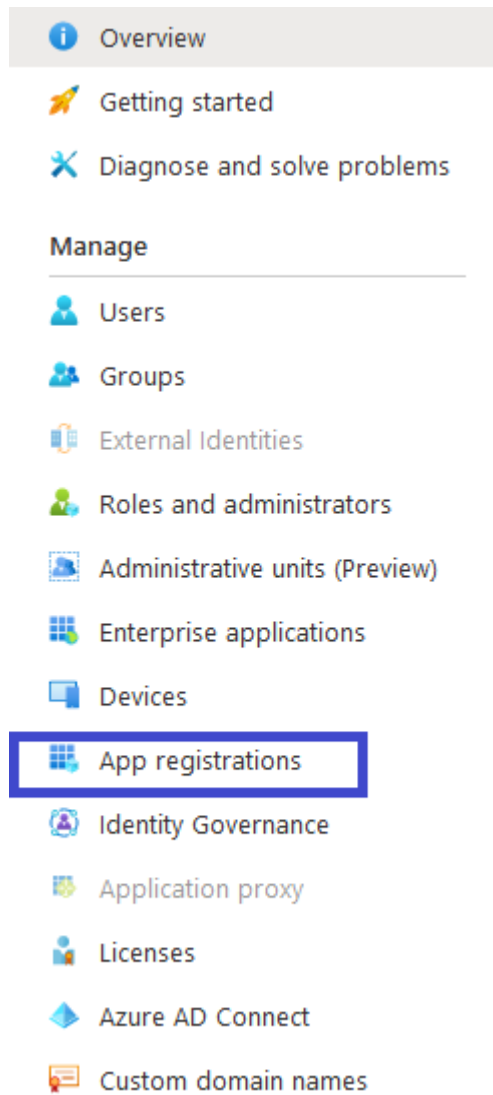 Overview
Getting started
Diagnose and solve problems
Manage
Users
Groups
External Identities
Roles and administrators
Administrative units (Preview)
Enterprise applications
Devices
App registrations
Identity Governance
Application proxy
Licenses
Azure AD Connect
Custom domain names